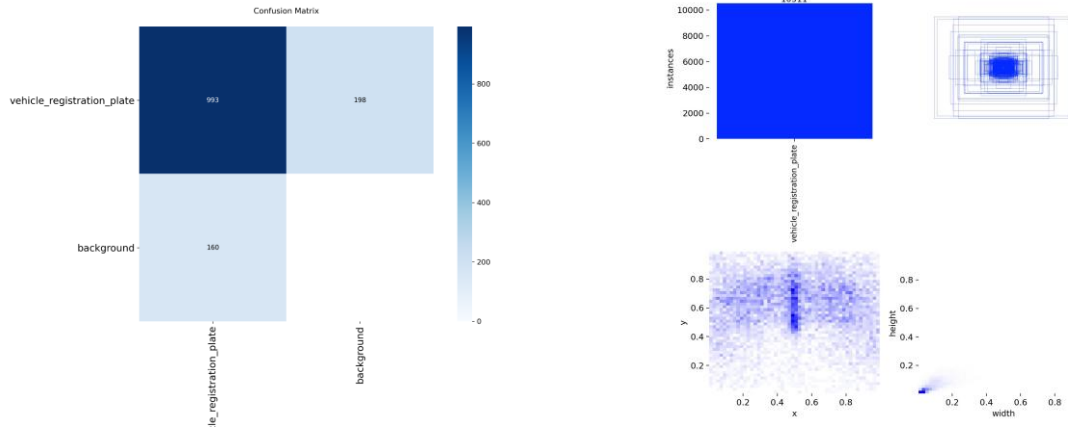 Confusion Matrix
vehicle_registration_plate
993
198
background
160
800
600
400
200
0
cle_registration_plate
background
10000
8000
6000
4000
2000
0
instances
vehicle_registration_plate
0.8
0.6
0.4
0.2
y
0.2 0.4 0.6 0.8
x
0.8
0.6
0.4
0.2
height
0.2 0.4 0.6 0.8
width